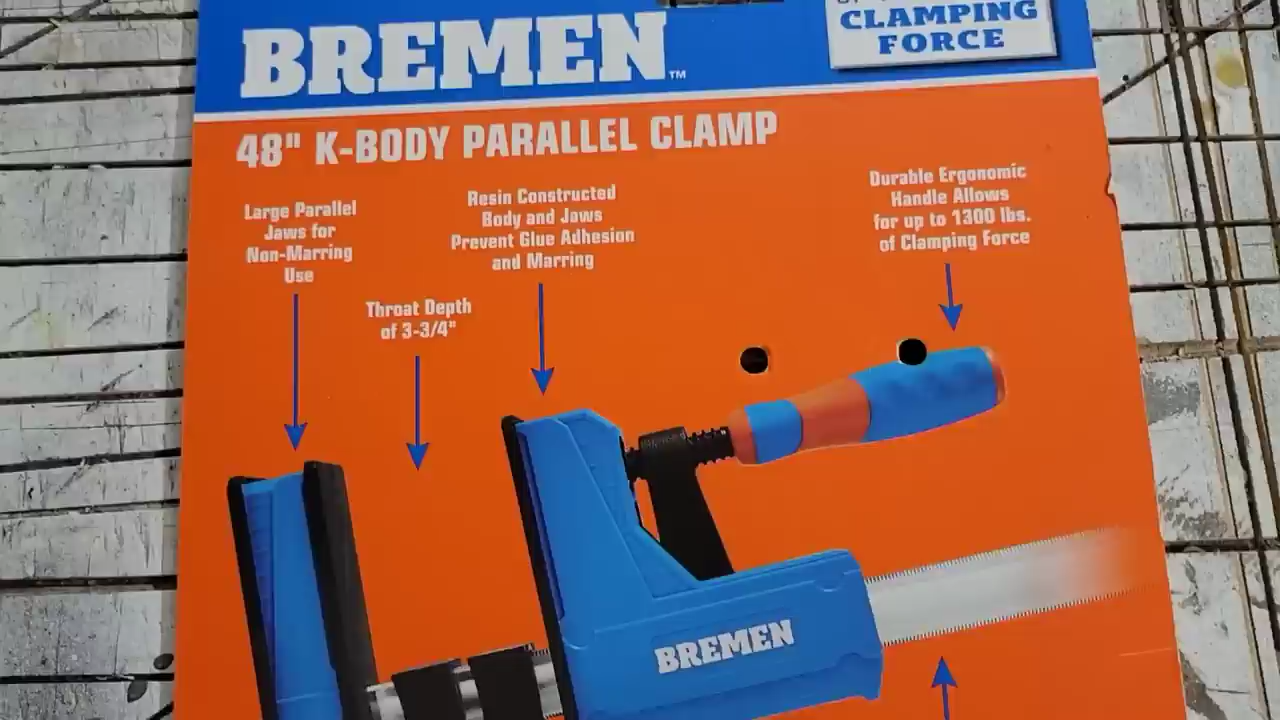 BREMEN™
CLAMPING
FORCE
48" K-BODY PARALLEL CLAMP
Large Parallel
Jaws for
Non-Marring
Use
Throat Depth
of 3-3/4"
Resin Constructed
Body and Jaws
Prevent Glue Adhesion
and Marring
Durable Ergonomic
Handle Allows
for up to 1300 lbs.
of Clamping Force
BREMEN